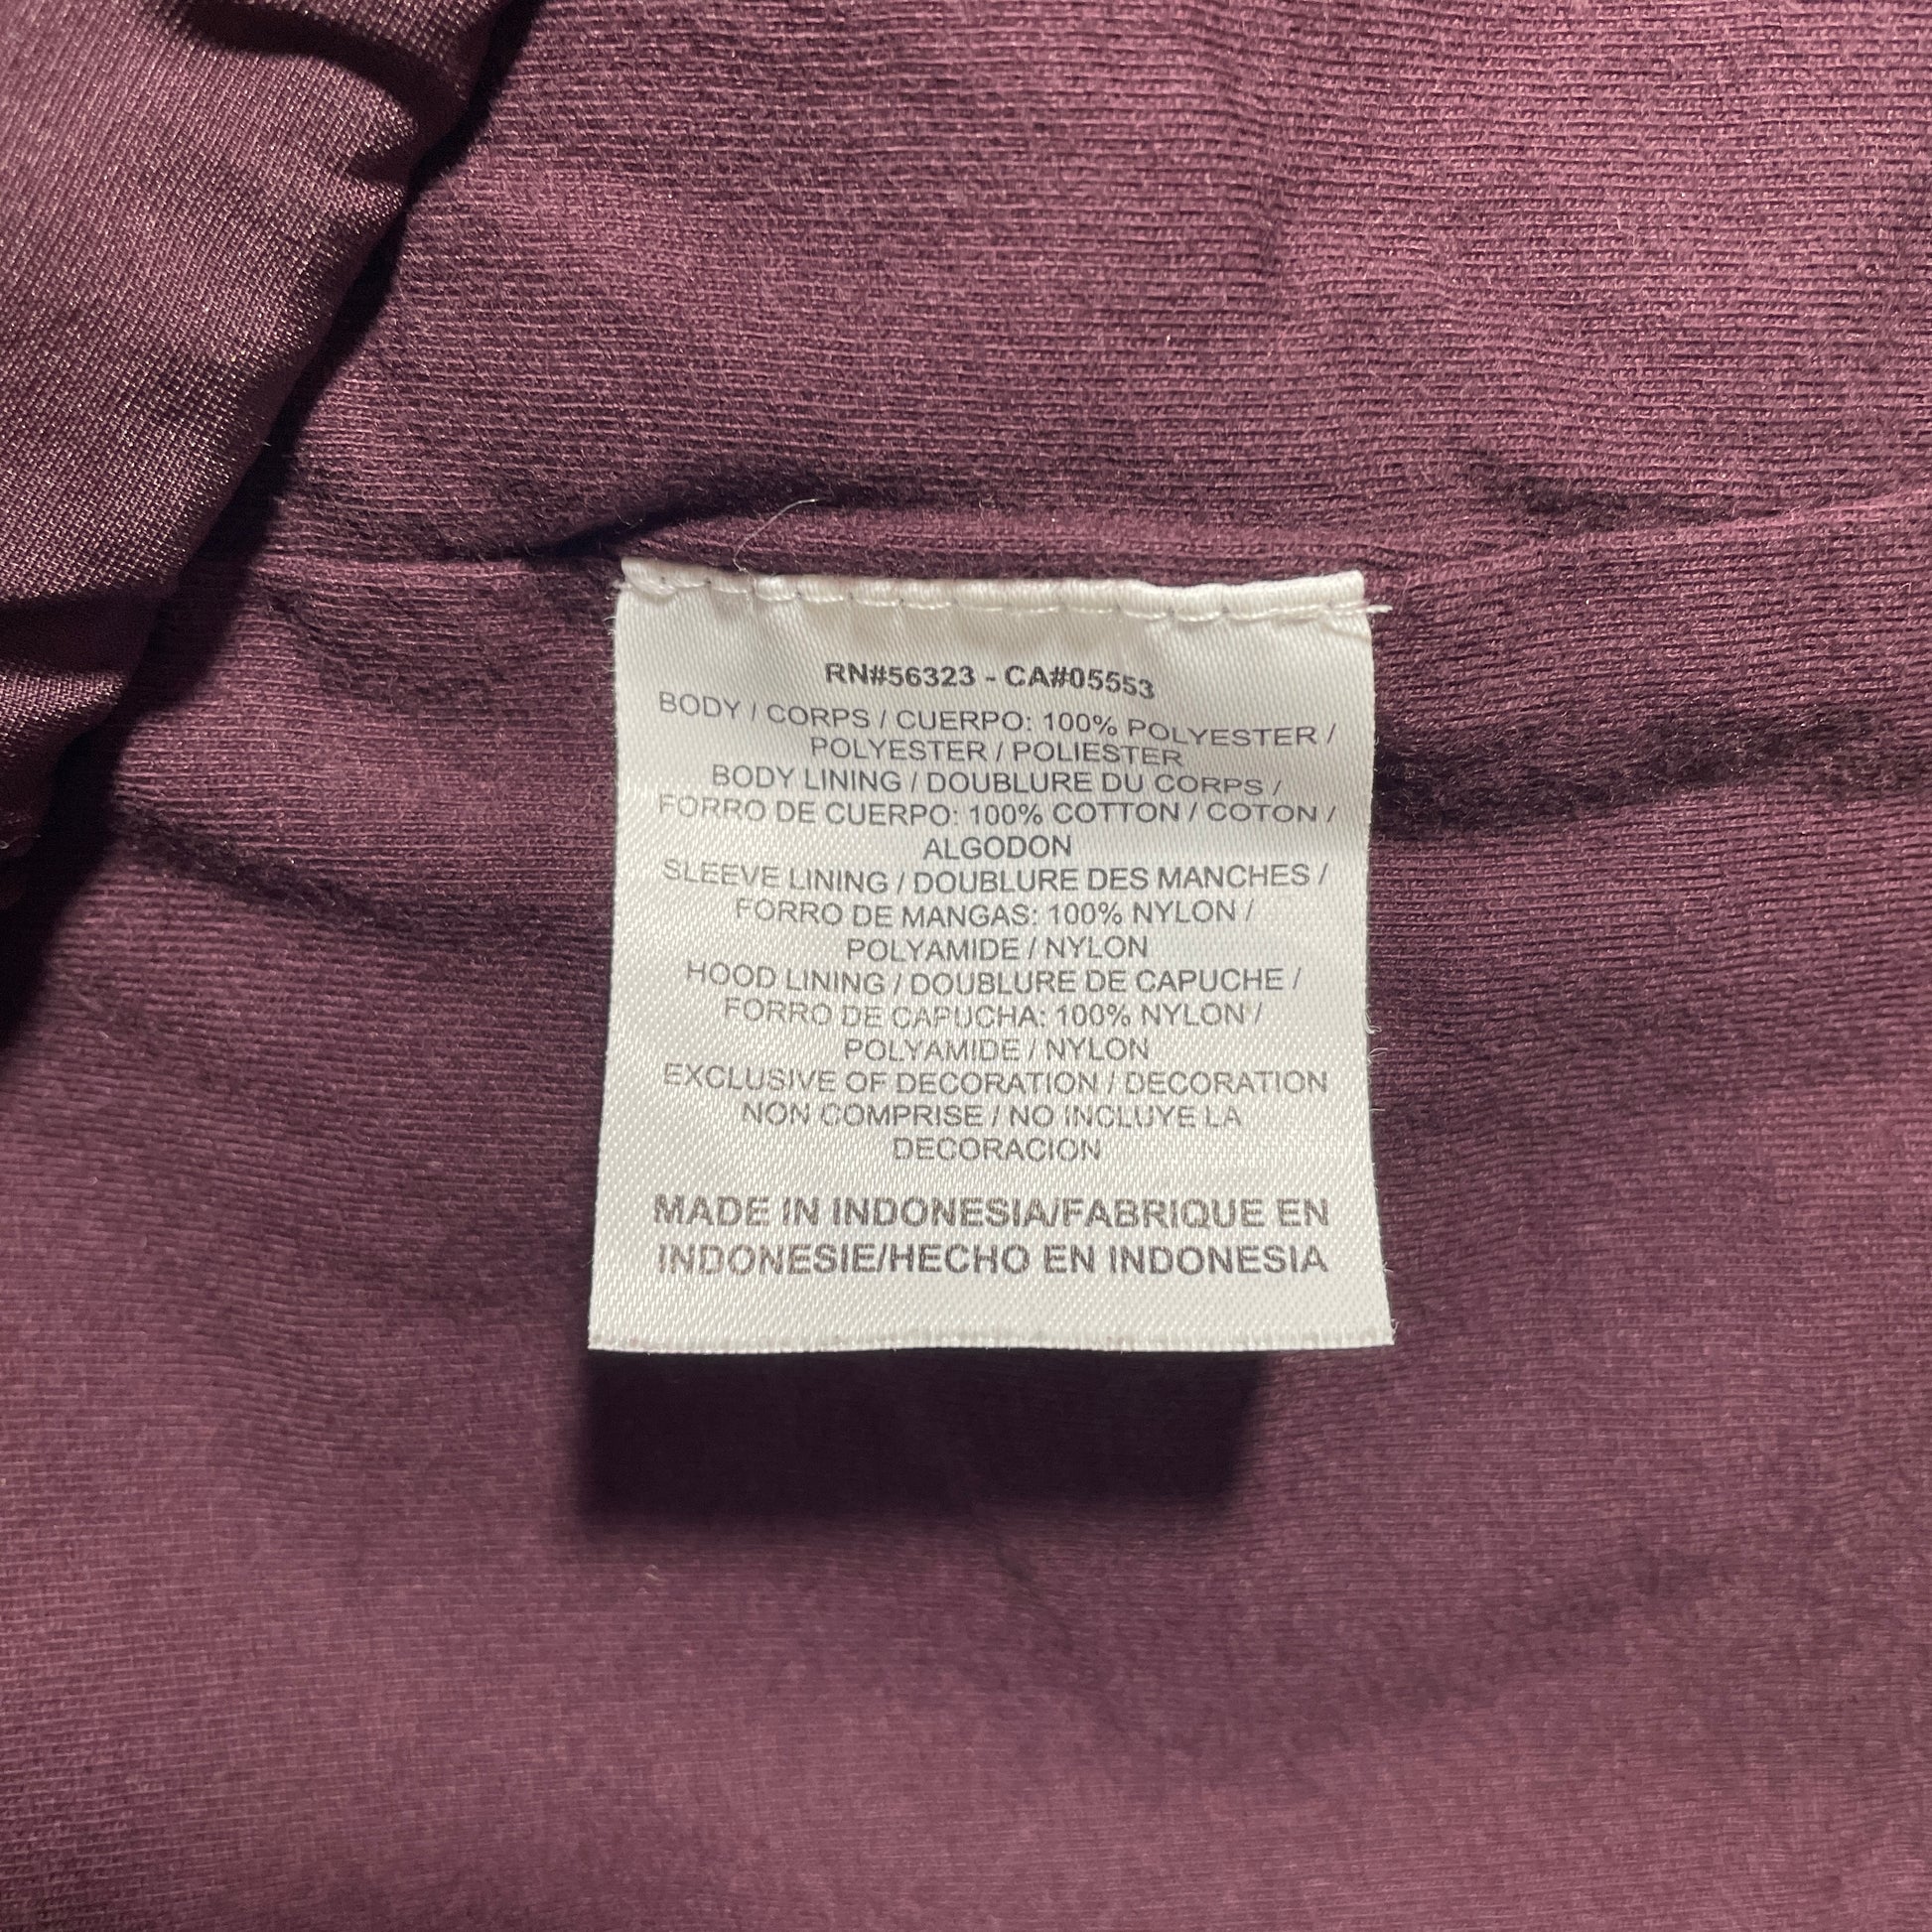 RN#56323 - CA#05553
BODY / CORPS / CUERPO: 100% POLYESTER /
POLYESTER / POLIESTER
BODY LINING / DOUBLURE DU CORPS /
FORRO DE CUERPO: 100% COTTON / COTON /
ALGODON
SLEEVE LINING / DOUBLURE DES MANCHES /
FORRO DE MANGAS: 100% NYLON /
POLYAMIDE / NYLON
HOOD LINING / DOUBLURE DE CAPUCHE /
FORRO DE CAPUCHA: 100% NYLON /
POLYAMIDE / NYLON
EXCLUSIVE OF DECORATION / DECORATION
NON COMPRISE / NO INCLUYE LA
DECORACION
MADE IN INDONESIA/FABRIQUE EN
INDONESIE/HECHO EN INDONESIA